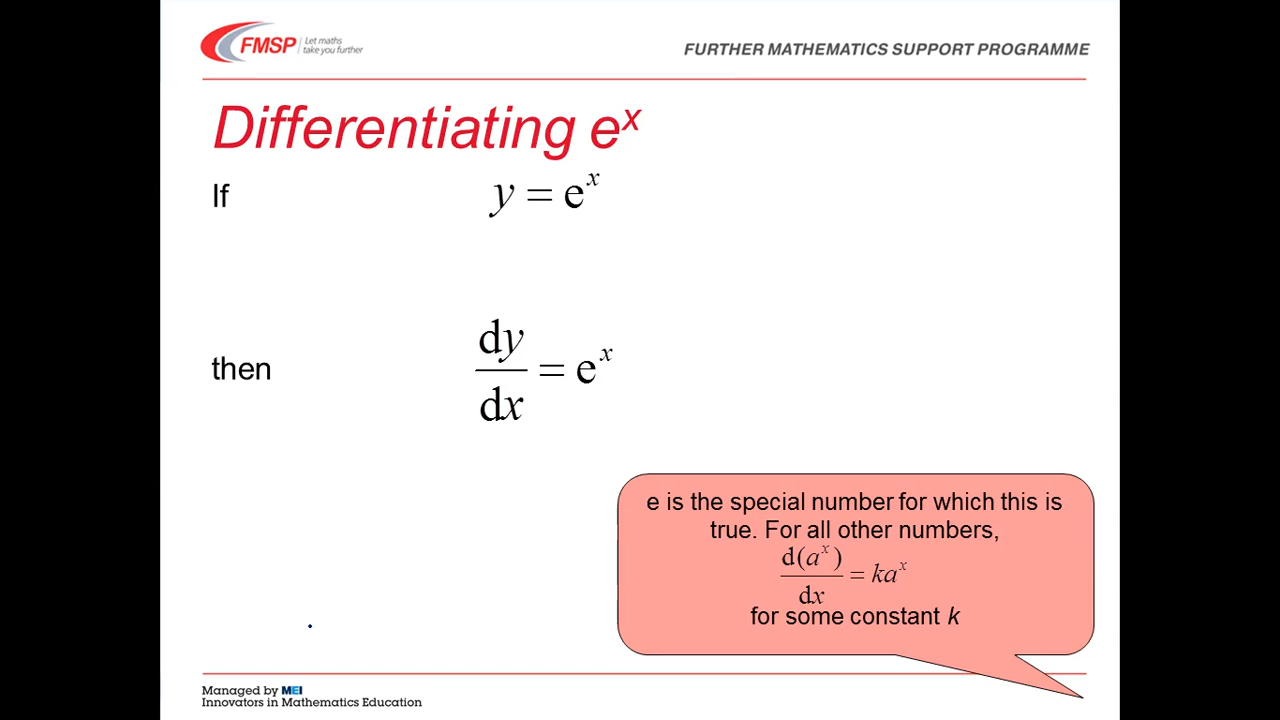 FMSP Let maths
take you further
FURTHER MATHEMATICS SUPPORT PROGRAMME
Differentiating eˣ
If y = eˣ
then dy/dx = eˣ
e is the special number for which this is
true. For all other numbers,
d(aˣ)/dx = kaˣ
for some constant k
Managed by MEI
Innovators in Mathematics Education